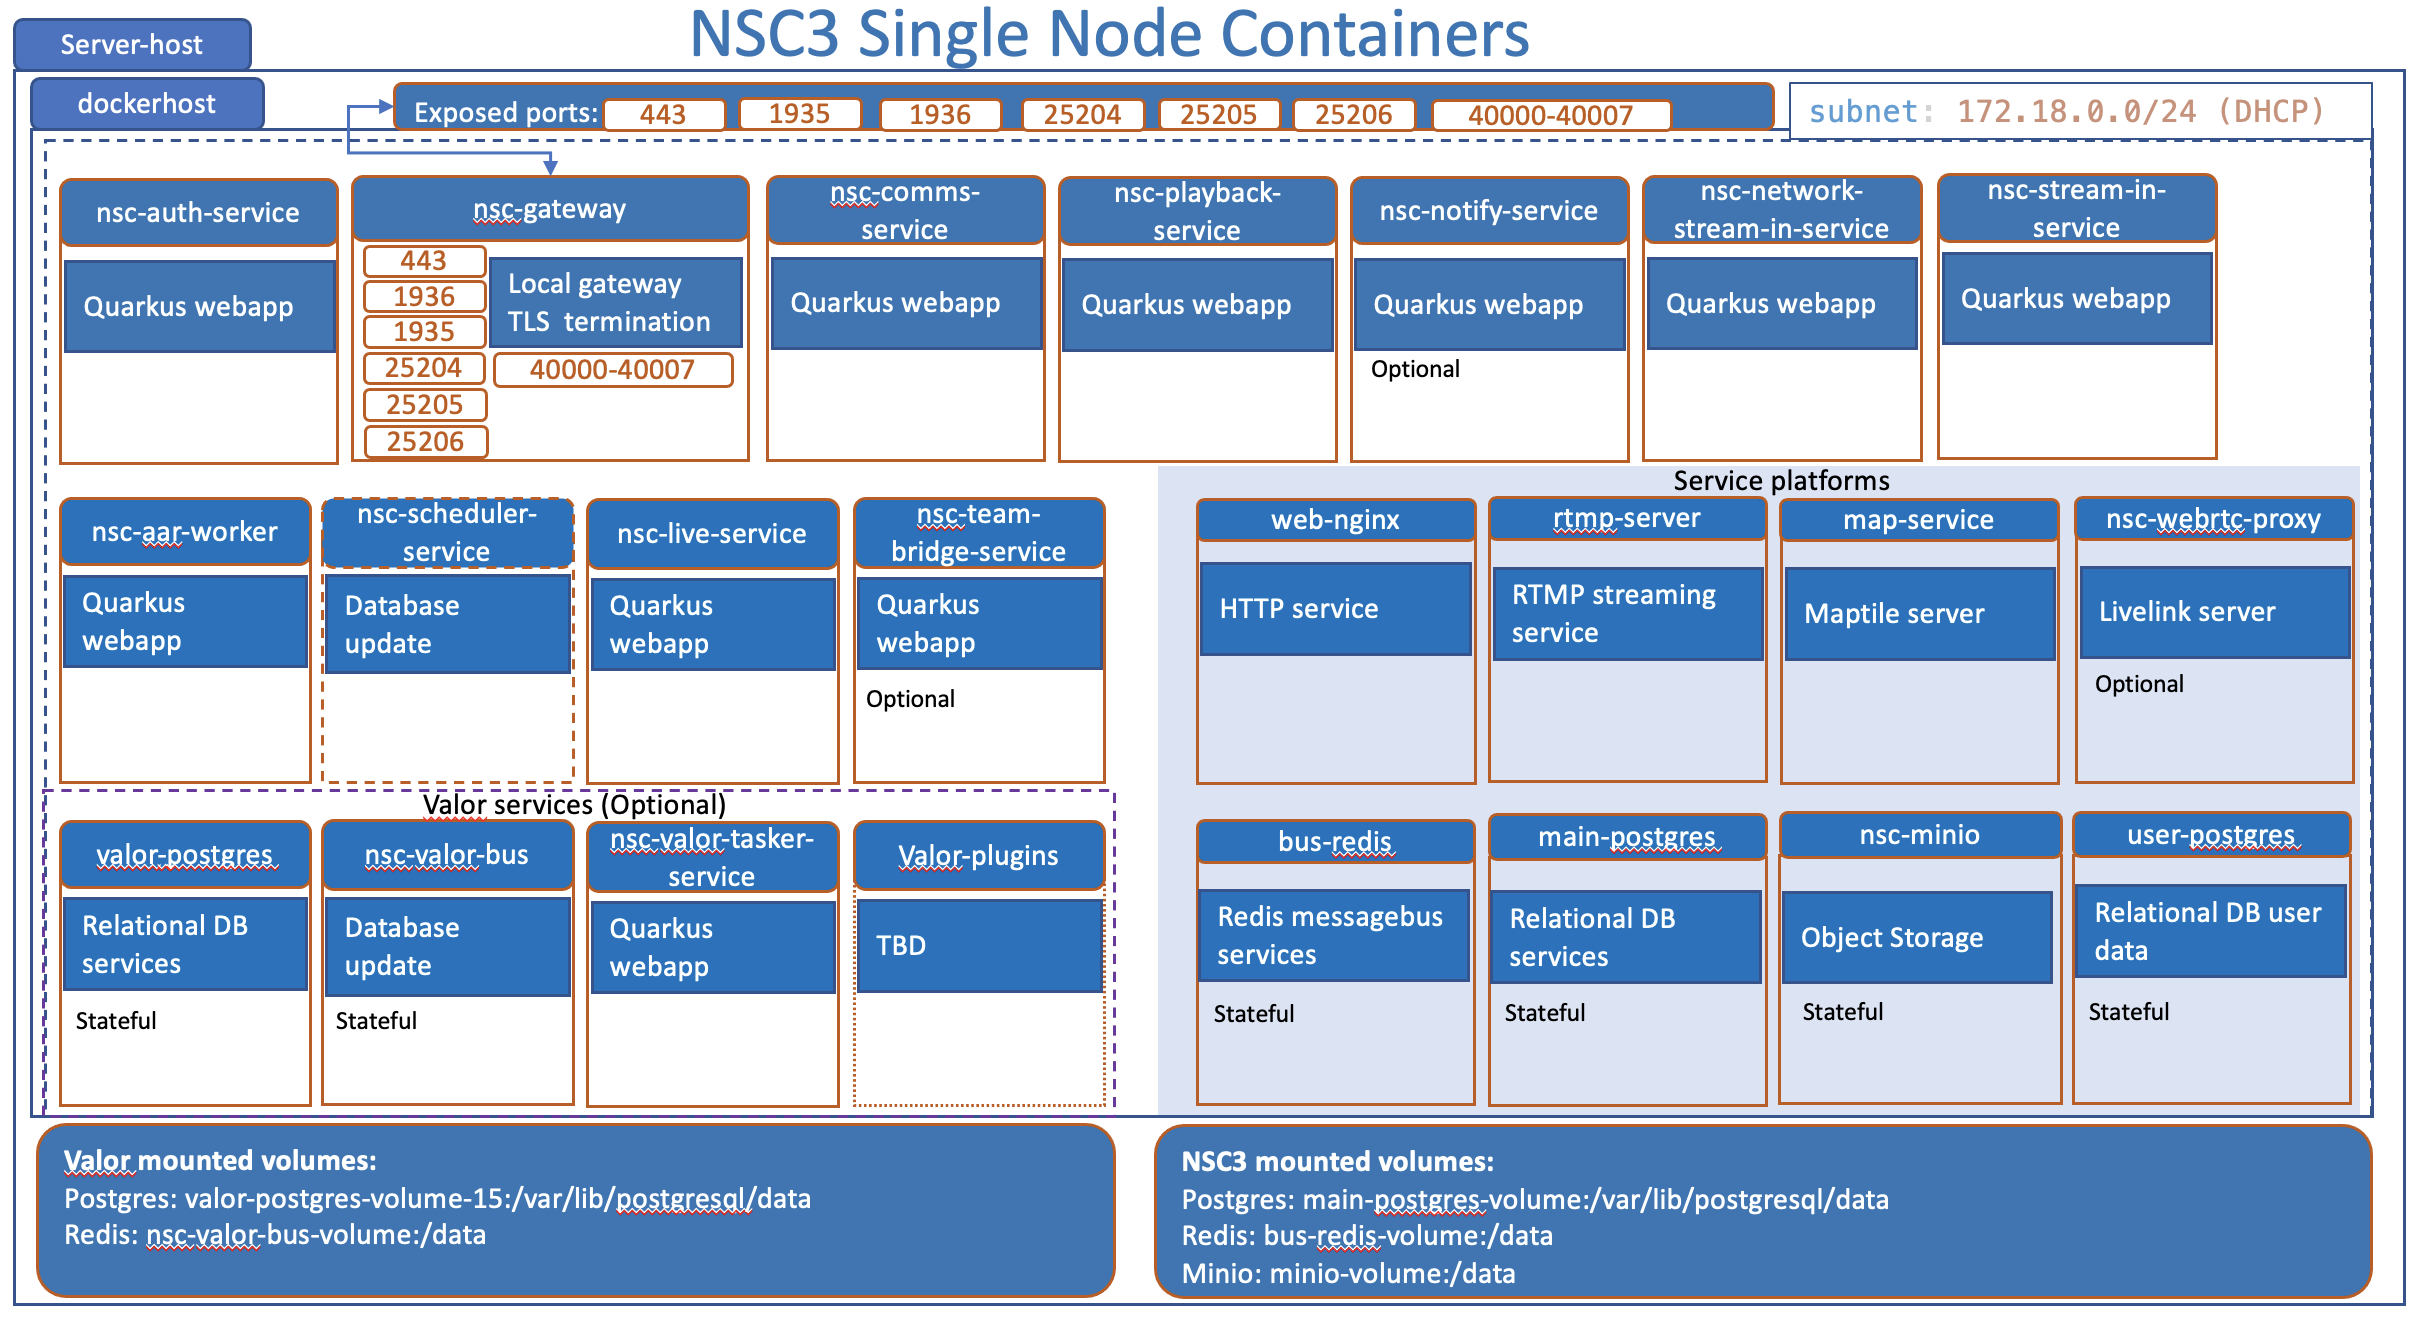 NSC3 Single Node Containers
Server-host
dockerhost
Exposed ports:
443
1935
1936
25204
25205
25206
40000-40007
subnet: 172.18.0.0/24 (DHCP)
nsc-auth-service
Quarkus webapp
nsc-gateway
443
1936
1935
25204
25205
25206
Local gateway
TLS termination
40000-40007
nsc-comms-
service
Quarkus webapp
nsc-playback-
service
Quarkus webapp
nsc-notify-service
Quarkus webapp
Optional
nsc-network-
stream-in-service
Quarkus webapp
nsc-stream-in-
service
Quarkus webapp
nsc-aar-worker
Quarkus
webapp
nsc-scheduler-
service
Database
update
nsc-live-service
Quarkus
webapp
nsc-team-
bridge-service
Quarkus
webapp
Optional
Service platforms
web-nginx
HTTP service
rtmp-server
RTMP streaming
service
map-service
Maptile server
nsc-webrtc-proxy
Livelink server
Optional
Valor services (Optional)
valor-postgres
Relational DB
services
Stateful
nsc-valor-bus
Database
update
Stateful
nsc-valor-tasker-
service
Quarkus
webapp
Valor-plugins
TBD
bus-redis
Redis messagebus
services
Stateful
main-postgres
Relational DB
services
Stateful
nsc-minio
Object Storage
Stateful
user-postgres
Relational DB user
data
Stateful
Valor mounted volumes:
Postgres: valor-postgres-volume-15:/var/lib/postgresql/data
Redis: nsc-valor-bus-volume:/data
NSC3 mounted volumes:
Postgres: main-postgres-volume:/var/lib/postgresql/data
Redis: bus-redis-volume:/data
Minio: minio-volume:/data